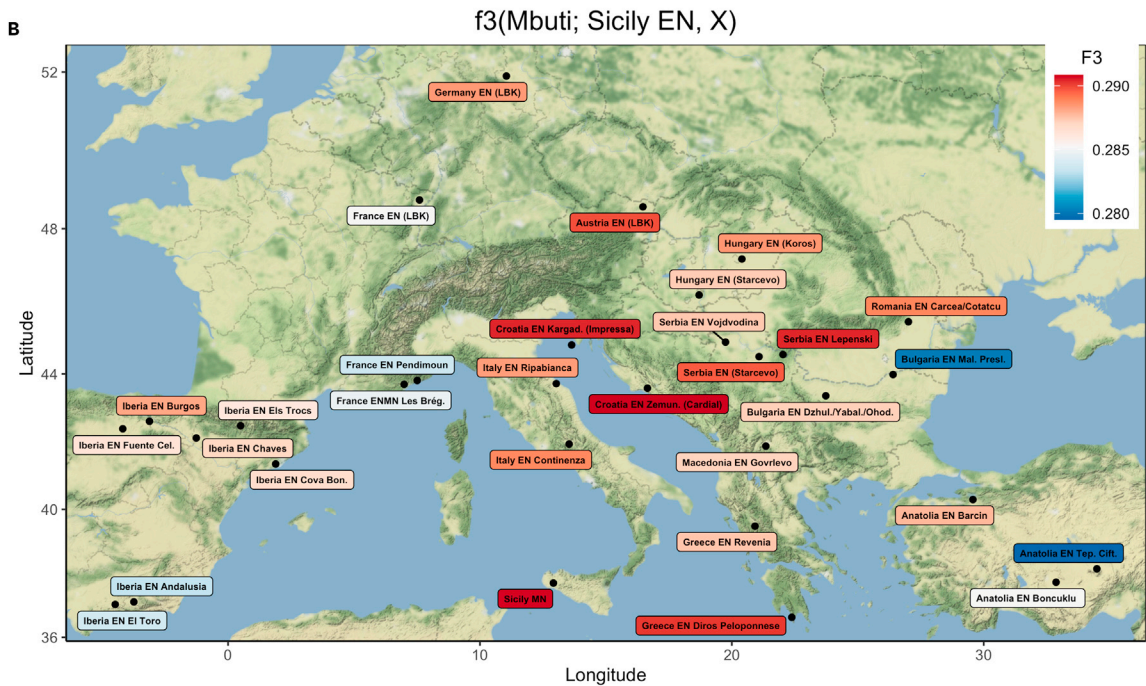 B
f3(Mbuti; Sicily EN, X)
F3
0.290
0.285
0.280
Latitude
52
48
44
40
36
Germany EN (LBK)
France EN (LBK)
Austria EN (LBK)
Hungary EN (Koros)
Hungary EN (Starcevo)
Romania EN Carcea/Cotatcu
Serbia EN Vojdvodina
Croatia EN Kargad. (Impressa)
Serbia EN Lepenski
Bulgaria EN Mal. Presl.
France EN Pendimoun
Italy EN Ripabianca
Serbia EN (Starcevo)
France ENMN Les Brég.
Croatia EN Zemun. (Cardial)
Iberia EN Burgos
Iberia EN Els Trocs
Bulgaria EN Dzhul./Yabal./Ohod.
Iberia EN Fuente Cel.
Iberia EN Chaves
Italy EN Continenza
Macedonia EN Govrlevo
Iberia EN Cova Bon.
Anatolia EN Barcin
Greece EN Revenia
Anatolia EN Tep. Cift.
Iberia EN Andalusia
Sicily MN
Anatolia EN Boncuklu
Iberia EN El Toro
Greece EN Diros Peloponnese
0
10
20
30
Longitude